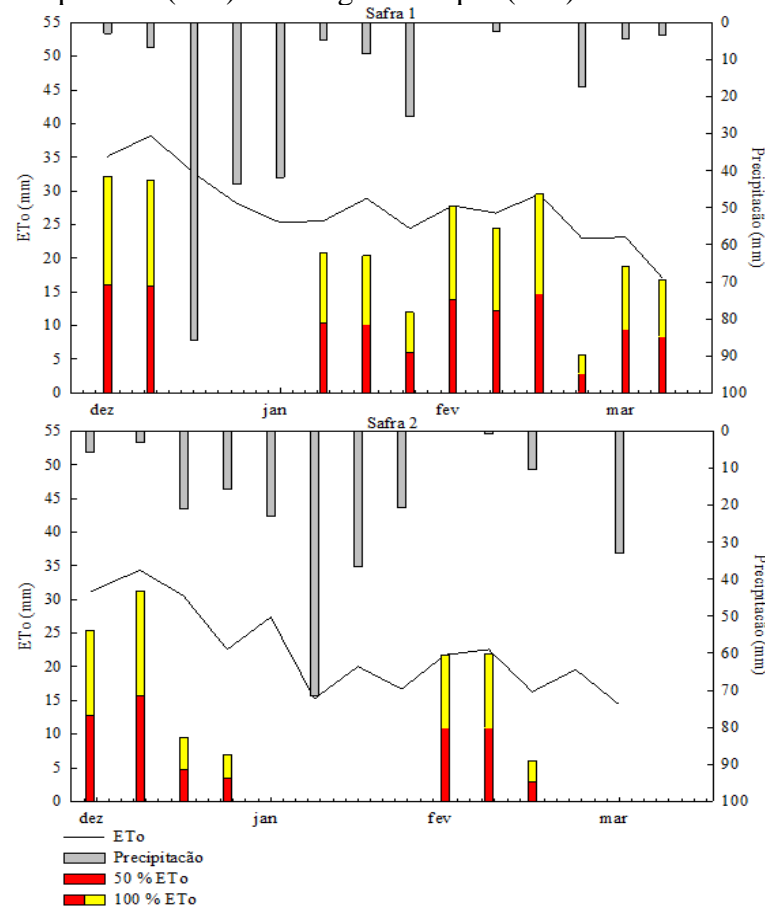 Safra 1
55 0
50 10
45 20
40 30
35 40
30 50
25 60
20 70
15 80
10 90
5
0 100
ETo (mm)
Precipitação (mm)
dez jan fev mar
Safra 2
55 0
50 10
45 20
40 30
35 40
30 50
25 60
20 70
15 80
10 90
5
0 100
ETo (mm)
Precipitação (mm)
dez jan fev mar
ETo
Precipitação
50 % ETo
100 % ETo